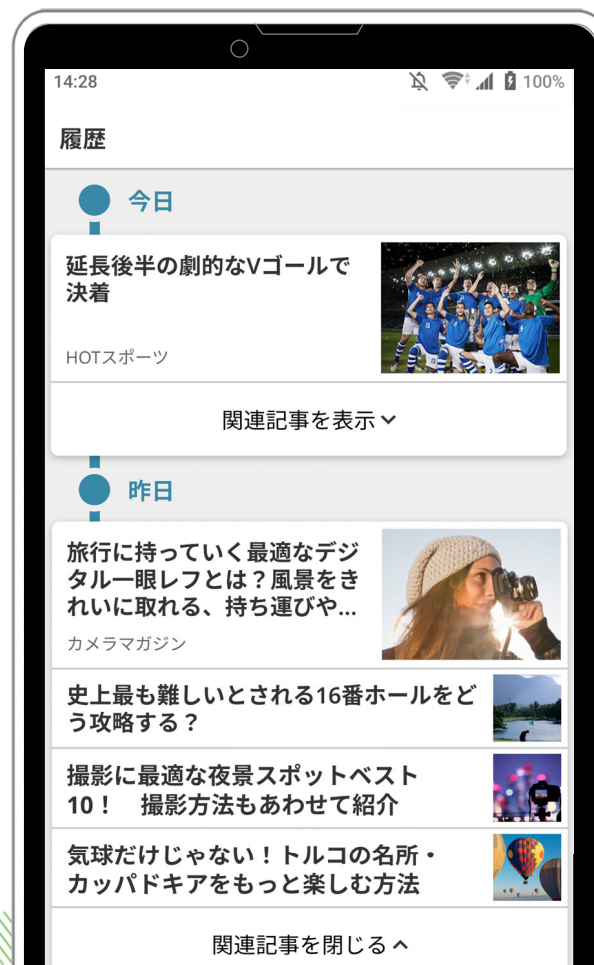 14:28
100%
履歴
今日
延長後半の劇的なVゴールで
決着
HOTスポーツ
関連記事を表示
昨日
旅行に持っていく最適なデジ
タル一眼レフとは？風景をき
れいに取れる、持ち運びや...
カメラマガジン
史上最も難しいとされる16番ホールをど
う攻略する？
撮影に最適な夜景スポットベスト
10！　撮影方法もあわせて紹介
気球だけじゃない！トルコの名所・
カッパドキアをもっと楽しむ方法
関連記事を閉じる